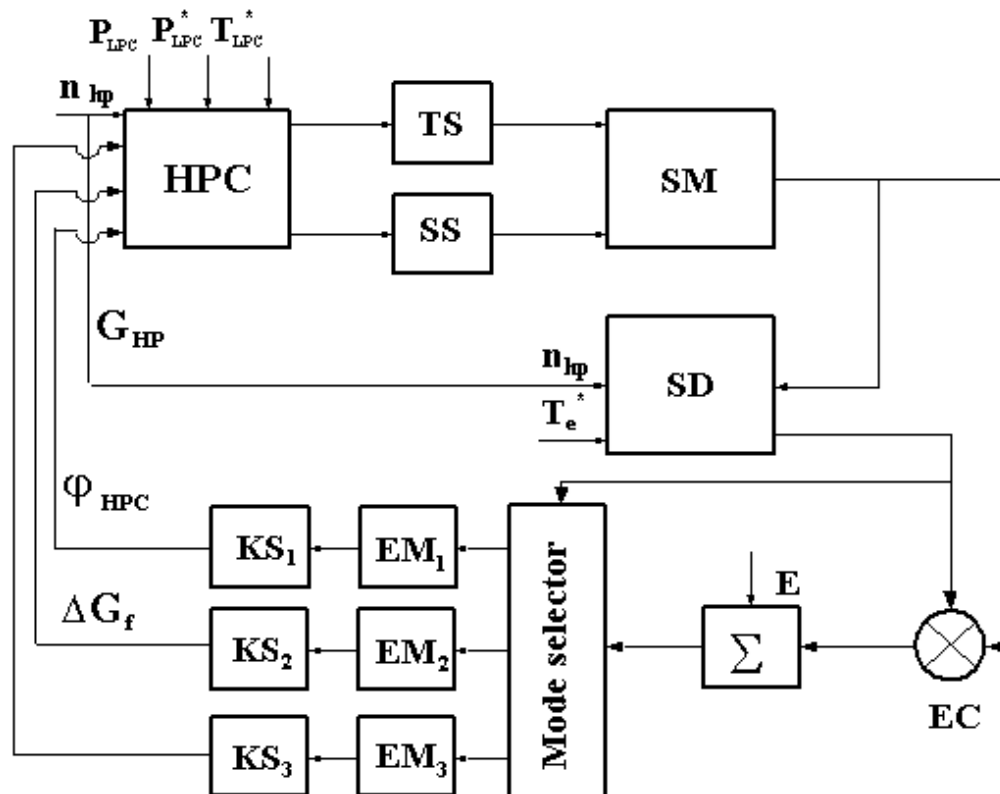 P_LPC P*_LPC T*_LPC
n_hp
HPC
TS
SM
SS
G_HP
n_hp
T_e*
SD
φ_HPC
KS₁
EM₁
Mode selector
E
ΔG_f
KS₂
EM₂
Σ
EC
KS₃
EM₃